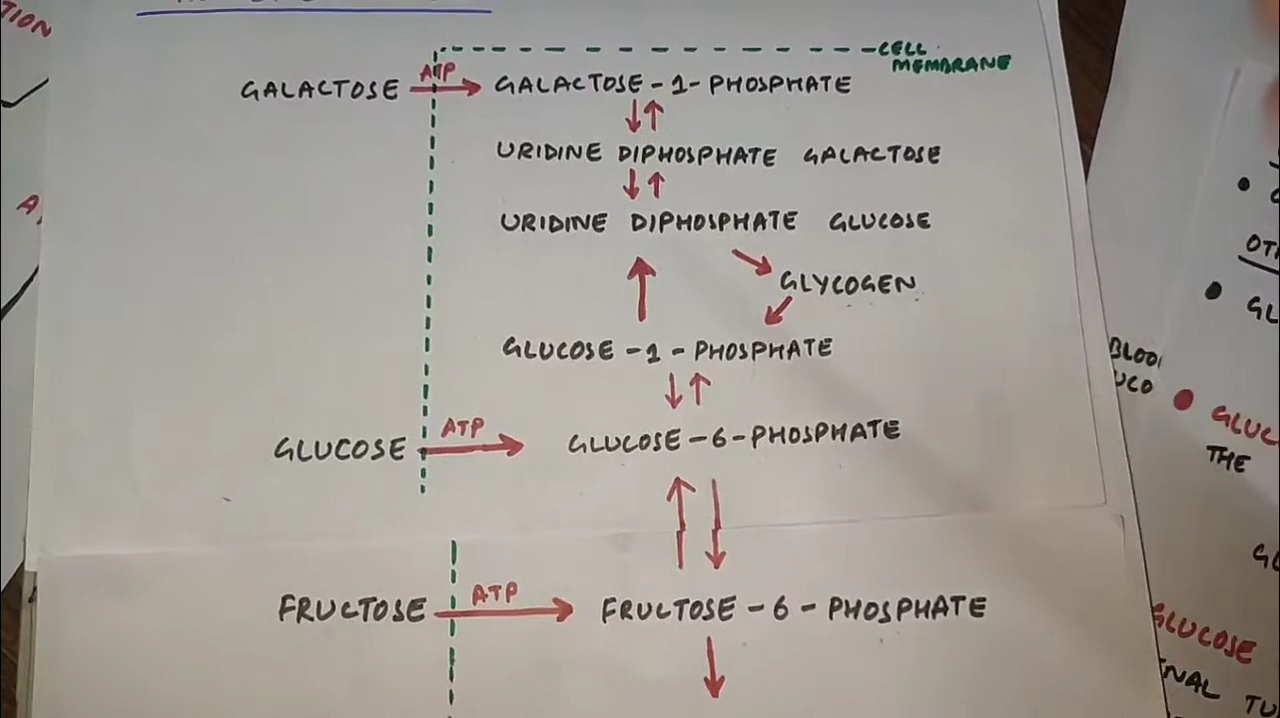 TION
CELL
MEMBRANE
GALACTOSE ATP GALACTOSE-1-PHOSPHATE
URIDINE DIPHOSPHATE GALACTOSE
URIDINE DIPHOSPHATE GLUCOSE
GLYCOGEN
GLUCOSE-1-PHOSPHATE
GLUCOSE ATP GLUCOSE-6-PHOSPHATE
FRUCTOSE ATP FRUCTOSE-6-PHOSPHATE
THE
GLUCOSE